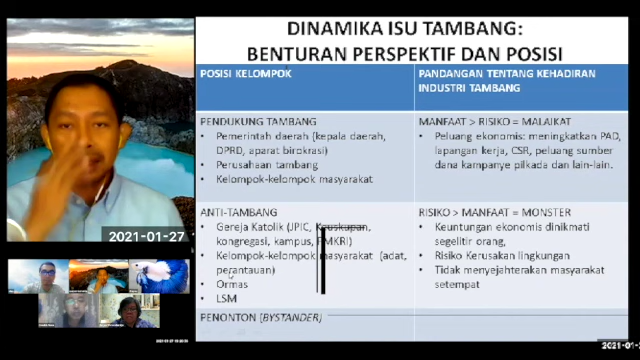 DINAMIKA ISU TAMBANG:
BENTURAN PERSPEKTIF DAN POSISI
POSISI KELOMPOK
PANDANGAN TENTANG KEHADIRAN
INDUSTRI TAMBANG
PENDUKUNG TAMBANG
• Pemerintah daerah (kepala daerah,
DPRD, aparat birokrasi)
• Perusahaan tambang
• Kelompok-kelompok masyarakat
MANFAAT > RISIKO = MALAIKAT
• Peluang ekonomis: meningkatkan PAD,
lapangan kerja, CSR, peluang sumber
dana kampanye pilkada dan lain-lain.
ANTI-TAMBANG
• Gereja Katolik (JPIC, Keuskupan,
kongregasi, kampus, PMKRI)
• Kelompok-kelompok masyarakat (adat,
perantauan)
• Ormas
• LSM
RISIKO > MANFAAT = MONSTER
• Keuntungan ekonomis dinikmati
segelitir orang,
• Risiko Kerusakan lingkungan
• Tidak menyejahterakan masyarakat
setempat
PENONTON (BYSTANDER)
2021-01-27
2021-01-2